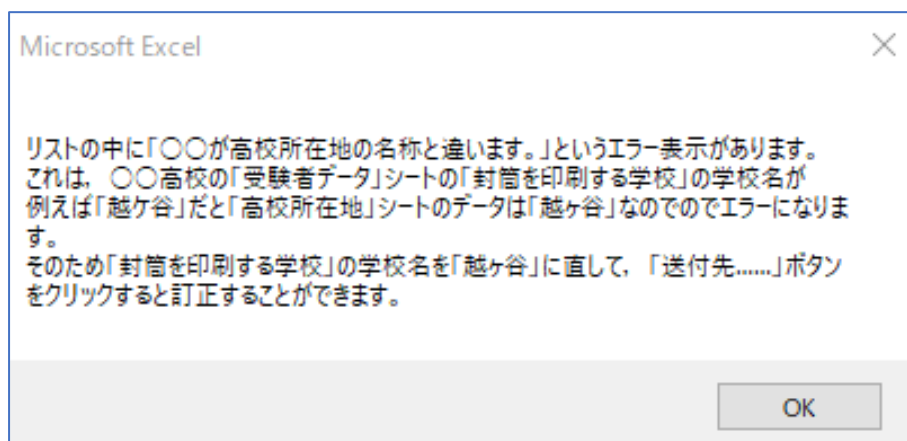 Microsoft Excel
リストの中に「〇〇が高校所在地の名称と違います。」というエラー表示があります。
これは，〇〇高校の「受験者データ」シートの「封筒を印刷する学校」の学校名が
例えば「越ケ谷」だと「高校所在地」シートのデータは「越ヶ谷」なのでのでエラーになりま
す。
そのため「封筒を印刷する学校」の学校名を「越ヶ谷」に直して，「送付先......」ボタン
をクリックすると訂正することができます。
OK